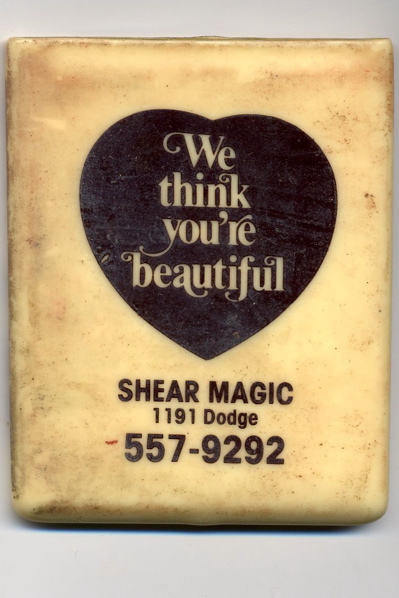 We
think
you're
beautiful
SHEAR MAGIC
1191 Dodge
557-9292